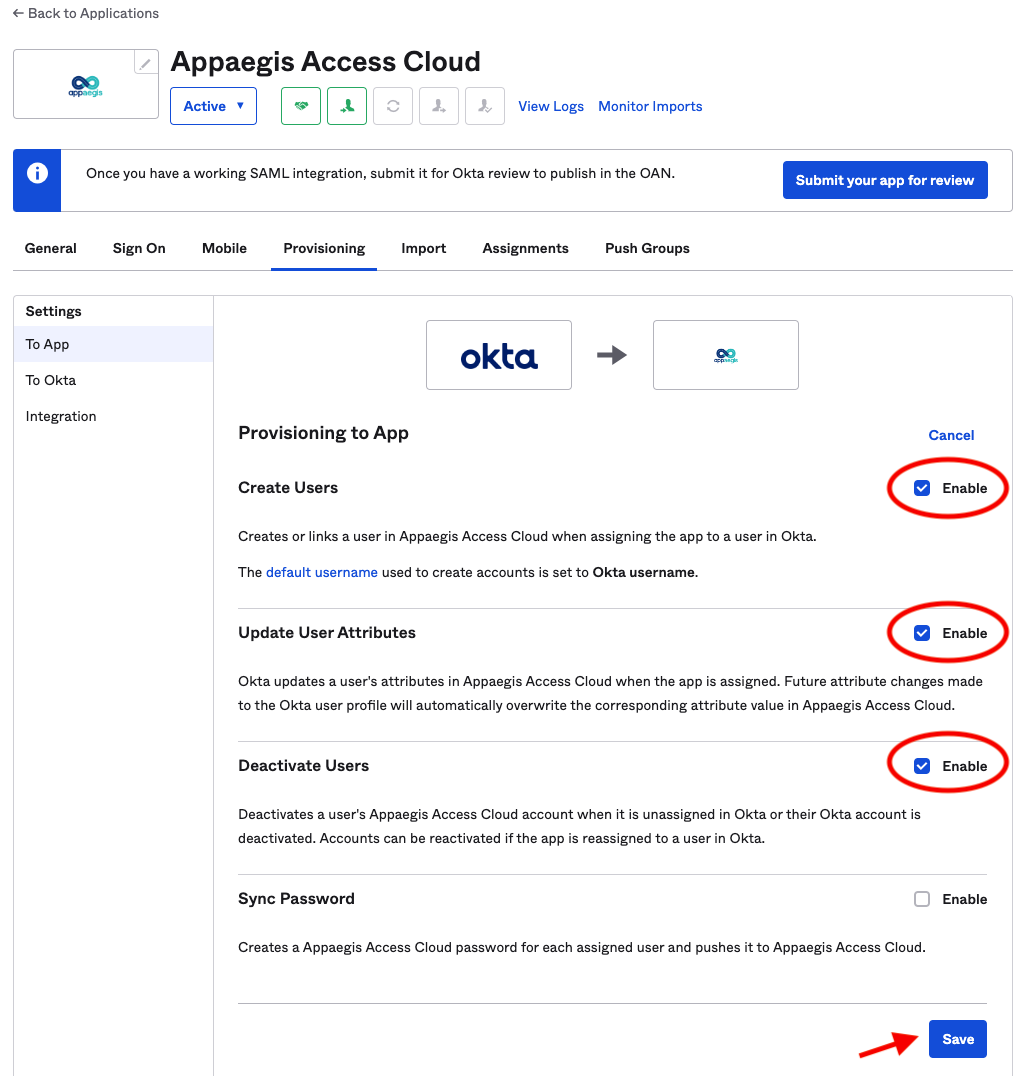 ← Back to Applications
appaegis
Appaegis Access Cloud
Active ▼ View Logs Monitor Imports
Once you have a working SAML integration, submit it for Okta review to publish in the OAN.
Submit your app for review
General Sign On Mobile Provisioning Import Assignments Push Groups
Settings
To App
To Okta
Integration
okta appaegis
Provisioning to App
Cancel
Create Users
Enable
Creates or links a user in Appaegis Access Cloud when assigning the app to a user in Okta.
The default username used to create accounts is set to Okta username.
Update User Attributes
Enable
Okta updates a user's attributes in Appaegis Access Cloud when the app is assigned. Future attribute changes made
to the Okta user profile will automatically overwrite the corresponding attribute value in Appaegis Access Cloud.
Deactivate Users
Enable
Deactivates a user's Appaegis Access Cloud account when it is unassigned in Okta or their Okta account is
deactivated. Accounts can be reactivated if the app is reassigned to a user in Okta.
Sync Password
Enable
Creates a Appaegis Access Cloud password for each assigned user and pushes it to Appaegis Access Cloud.
Save